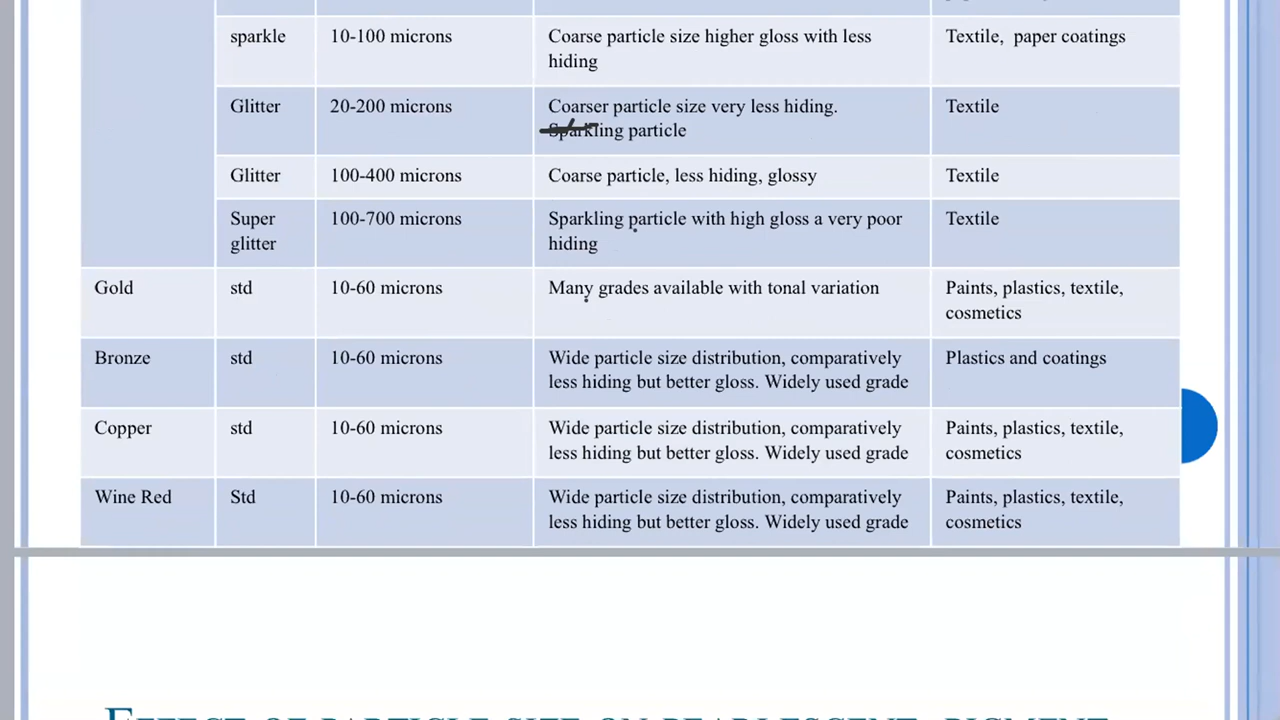 sparkle 10-100 microns Coarse particle size higher gloss with less Textile, paper coatings
hiding
Glitter 20-200 microns Coarser particle size very less hiding. Textile
Sparkling particle
Glitter 100-400 microns Coarse particle, less hiding, glossy Textile
Super 100-700 microns Sparkling particle with high gloss a very poor Textile
glitter hiding
Gold std 10-60 microns Many grades available with tonal variation Paints, plastics, textile,
cosmetics
Bronze std 10-60 microns Wide particle size distribution, comparatively Plastics and coatings
less hiding but better gloss. Widely used grade
Copper std 10-60 microns Wide particle size distribution, comparatively Paints, plastics, textile,
less hiding but better gloss. Widely used grade cosmetics
Wine Red Std 10-60 microns Wide particle size distribution, comparatively Paints, plastics, textile,
less hiding but better gloss. Widely used grade cosmetics
EFFECT OF PARTICLE SIZE ON PEARLESCENT PIGMENT